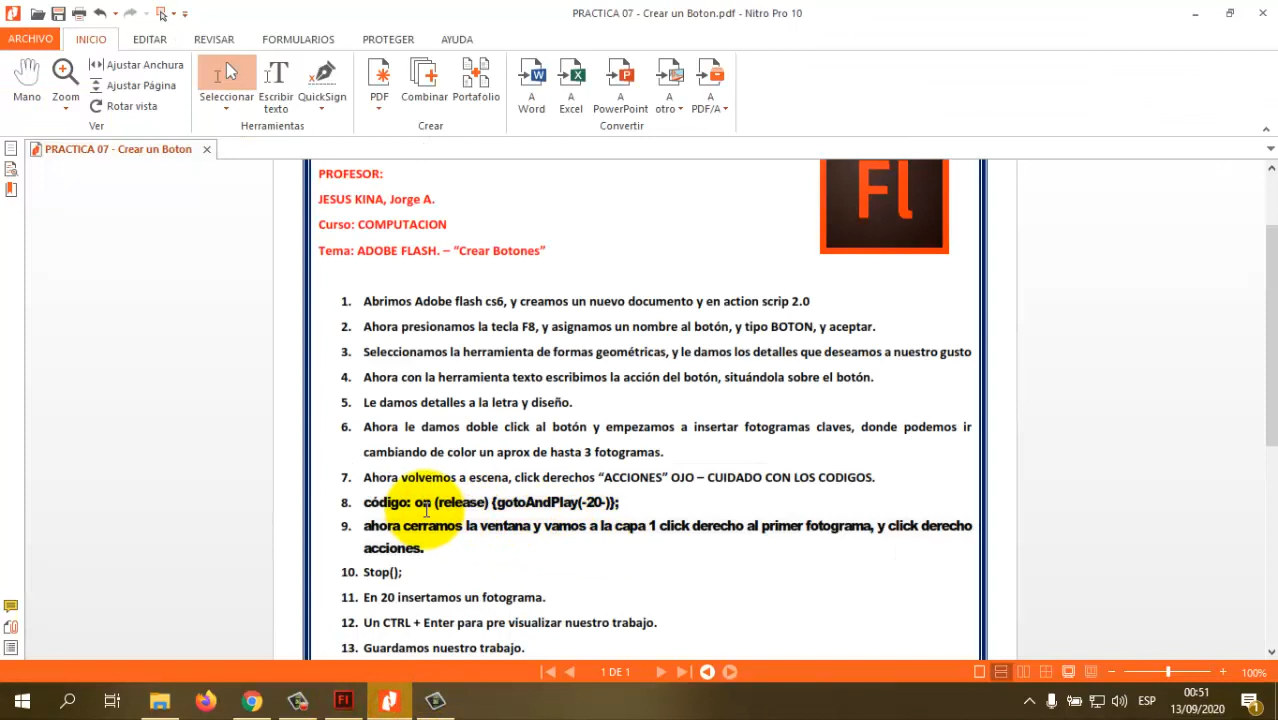 PRACTICA 07 - Crear un Boton.pdf - Nitro Pro 10
ARCHIVO INICIO EDITAR REVISAR FORMULARIOS PROTEGER AYUDA
Mano
Zoom
Ajustar Anchura
Ajustar Página
Rotar vista
Ver
Seleccionar
Escribir texto
QuickSign
Herramientas
PDF
Combinar
Portafolio
Crear
A Word
A Excel
A PowerPoint
A otro
A PDF/A
Convertir
PRACTICA 07 - Crear un Boton
PROFESOR:
JESUS KINA, Jorge A.
Curso: COMPUTACION
Tema: ADOBE FLASH. – “Crear Botones”
Fl
1. Abrimos Adobe flash cs6, y creamos un nuevo documento y en action scrip 2.0
2. Ahora presionamos la tecla F8, y asignamos un nombre al botón, y tipo BOTON, y aceptar.
3. Seleccionamos la herramienta de formas geométricas, y le damos los detalles que deseamos a nuestro gusto
4. Ahora con la herramienta texto escribimos la acción del botón, situándola sobre el botón.
5. Le damos detalles a la letra y diseño.
6. Ahora le damos doble click al botón y empezamos a insertar fotogramas claves, donde podemos ir
cambiando de color un aprox de hasta 3 fotogramas.
7. Ahora volvemos a escena, click derechos “ACCIONES” OJO – CUIDADO CON LOS CODIGOS.
8. código: on (release) {gotoAndPlay(-20-)};
9. ahora cerramos la ventana y vamos a la capa 1 click derecho al primer fotograma, y click derecho
acciones.
10. Stop();
11. En 20 insertamos un fotograma.
12. Un CTRL + Enter para pre visualizar nuestro trabajo.
13. Guardamos nuestro trabajo.
1 DE 1
100%
Fl
ESP
00:51
13/09/2020
1